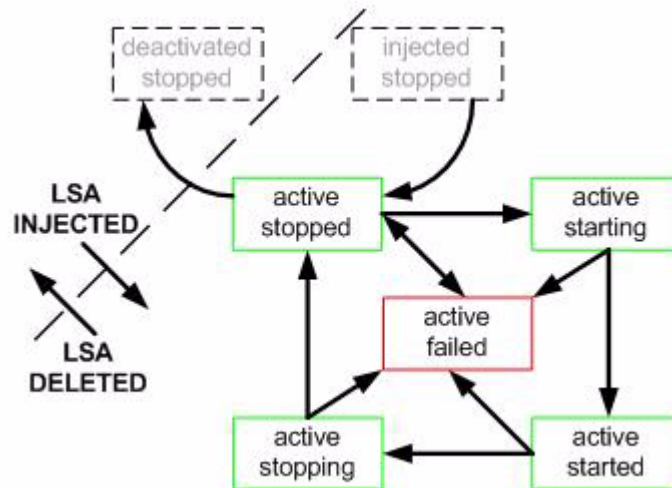 deactivated
stopped
injected
stopped
LSA
INJECTED
active
stopped
active
starting
active
failed
LSA
DELETED
active
stopping
active
started